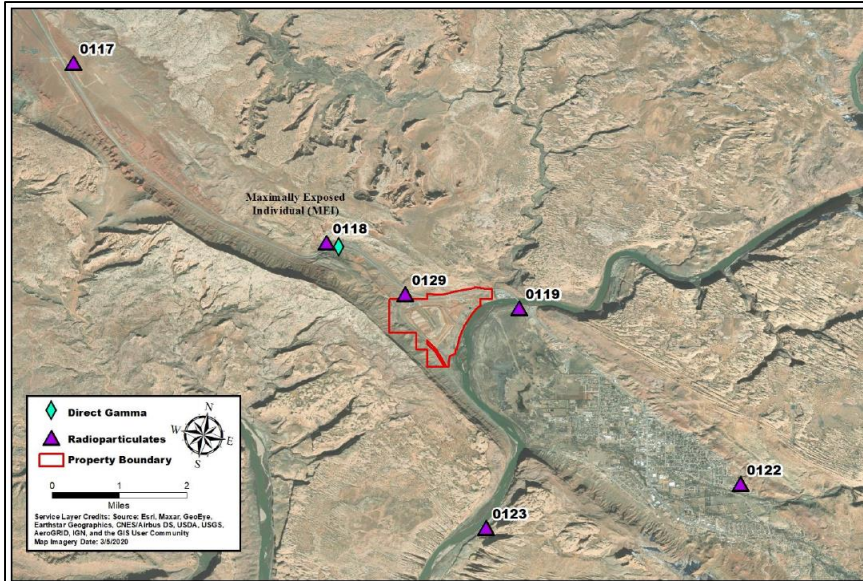 0117
Maximally Exposed
Individual (MEI)
0118
0129
0119
0122
0123
Direct Gamma
Radioparticulates
Property Boundary
N
W
E
S
0 1 2
Miles
Service Layer Credits: Source: Esri, Maxar, GeoEye,
Earthstar Geographics, CNES/Airbus DS, USDA, USGS,
AeroGRID, IGN, and the GIS User Community
Map Imagery Date: 3/5/2020